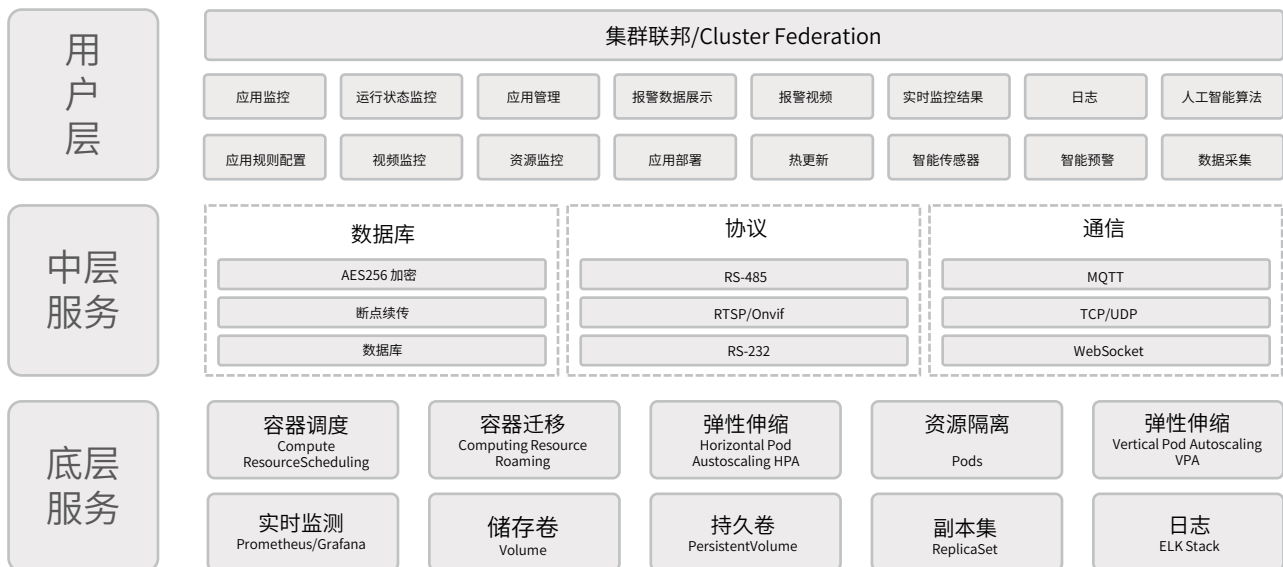 用
户
层
集群联邦/Cluster Federation
应用监控
运行状态监控
应用管理
报警数据展示
报警视频
实时监控结果
日志
人工智能算法
应用规则配置
视频监控
资源监控
应用部署
热更新
智能传感器
智能预警
数据采集
中层
服务
数据库
AES256 加密
断点续传
数据库
协议
RS-485
RTSP/Onvif
RS-232
通信
MQTT
TCP/UDP
WebSocket
底层
服务
容器调度
Compute
ResourceScheduling
容器迁移
Computing Resource
Roaming
弹性伸缩
Horizontal Pod
Austoscaling HPA
资源隔离
Pods
弹性伸缩
Vertical Pod Autoscaling
VPA
实时监测
Prometheus/Grafana
储存卷
Volume
持久卷
PersistentVolume
副本集
ReplicaSet
日志
ELK Stack